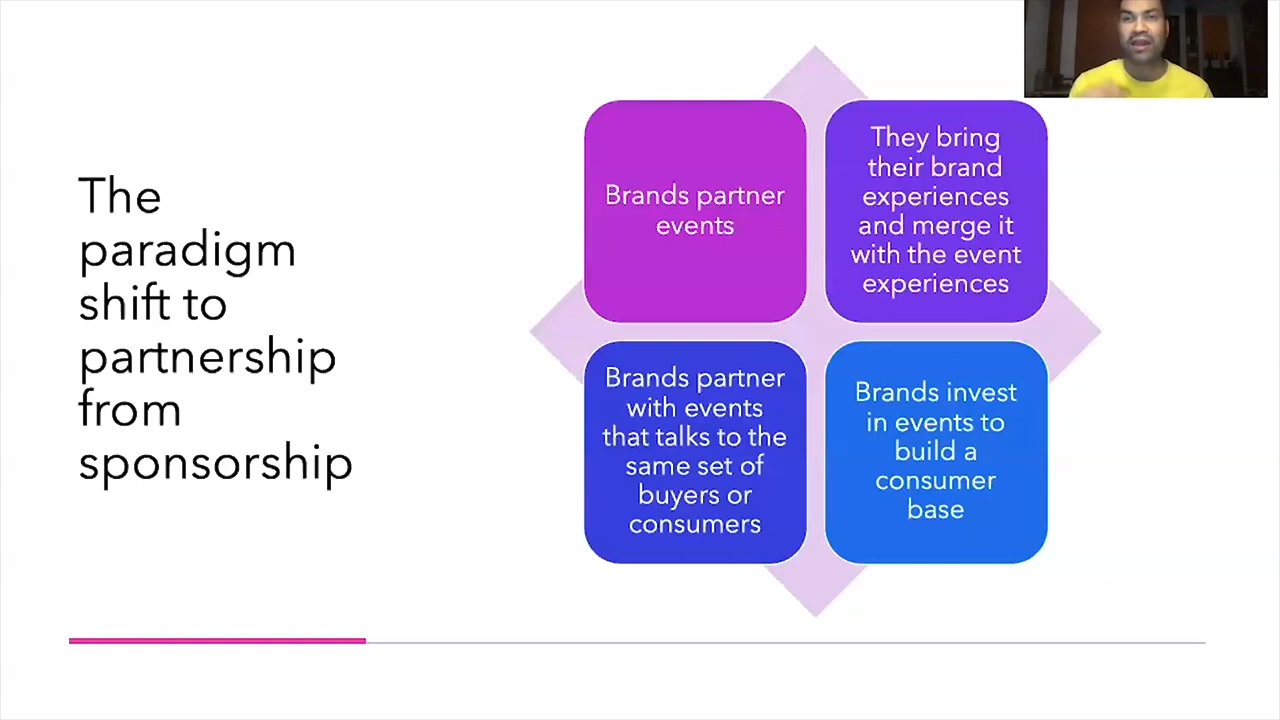 The
paradigm
shift to
partnership
from
sponsorship
Brands partner
events
They bring
their brand
experiences
and merge it
with the event
experiences
Brands partner
with events
that talks to the
same set of
buyers or
consumers
Brands invest
in events to
build a
consumer
base